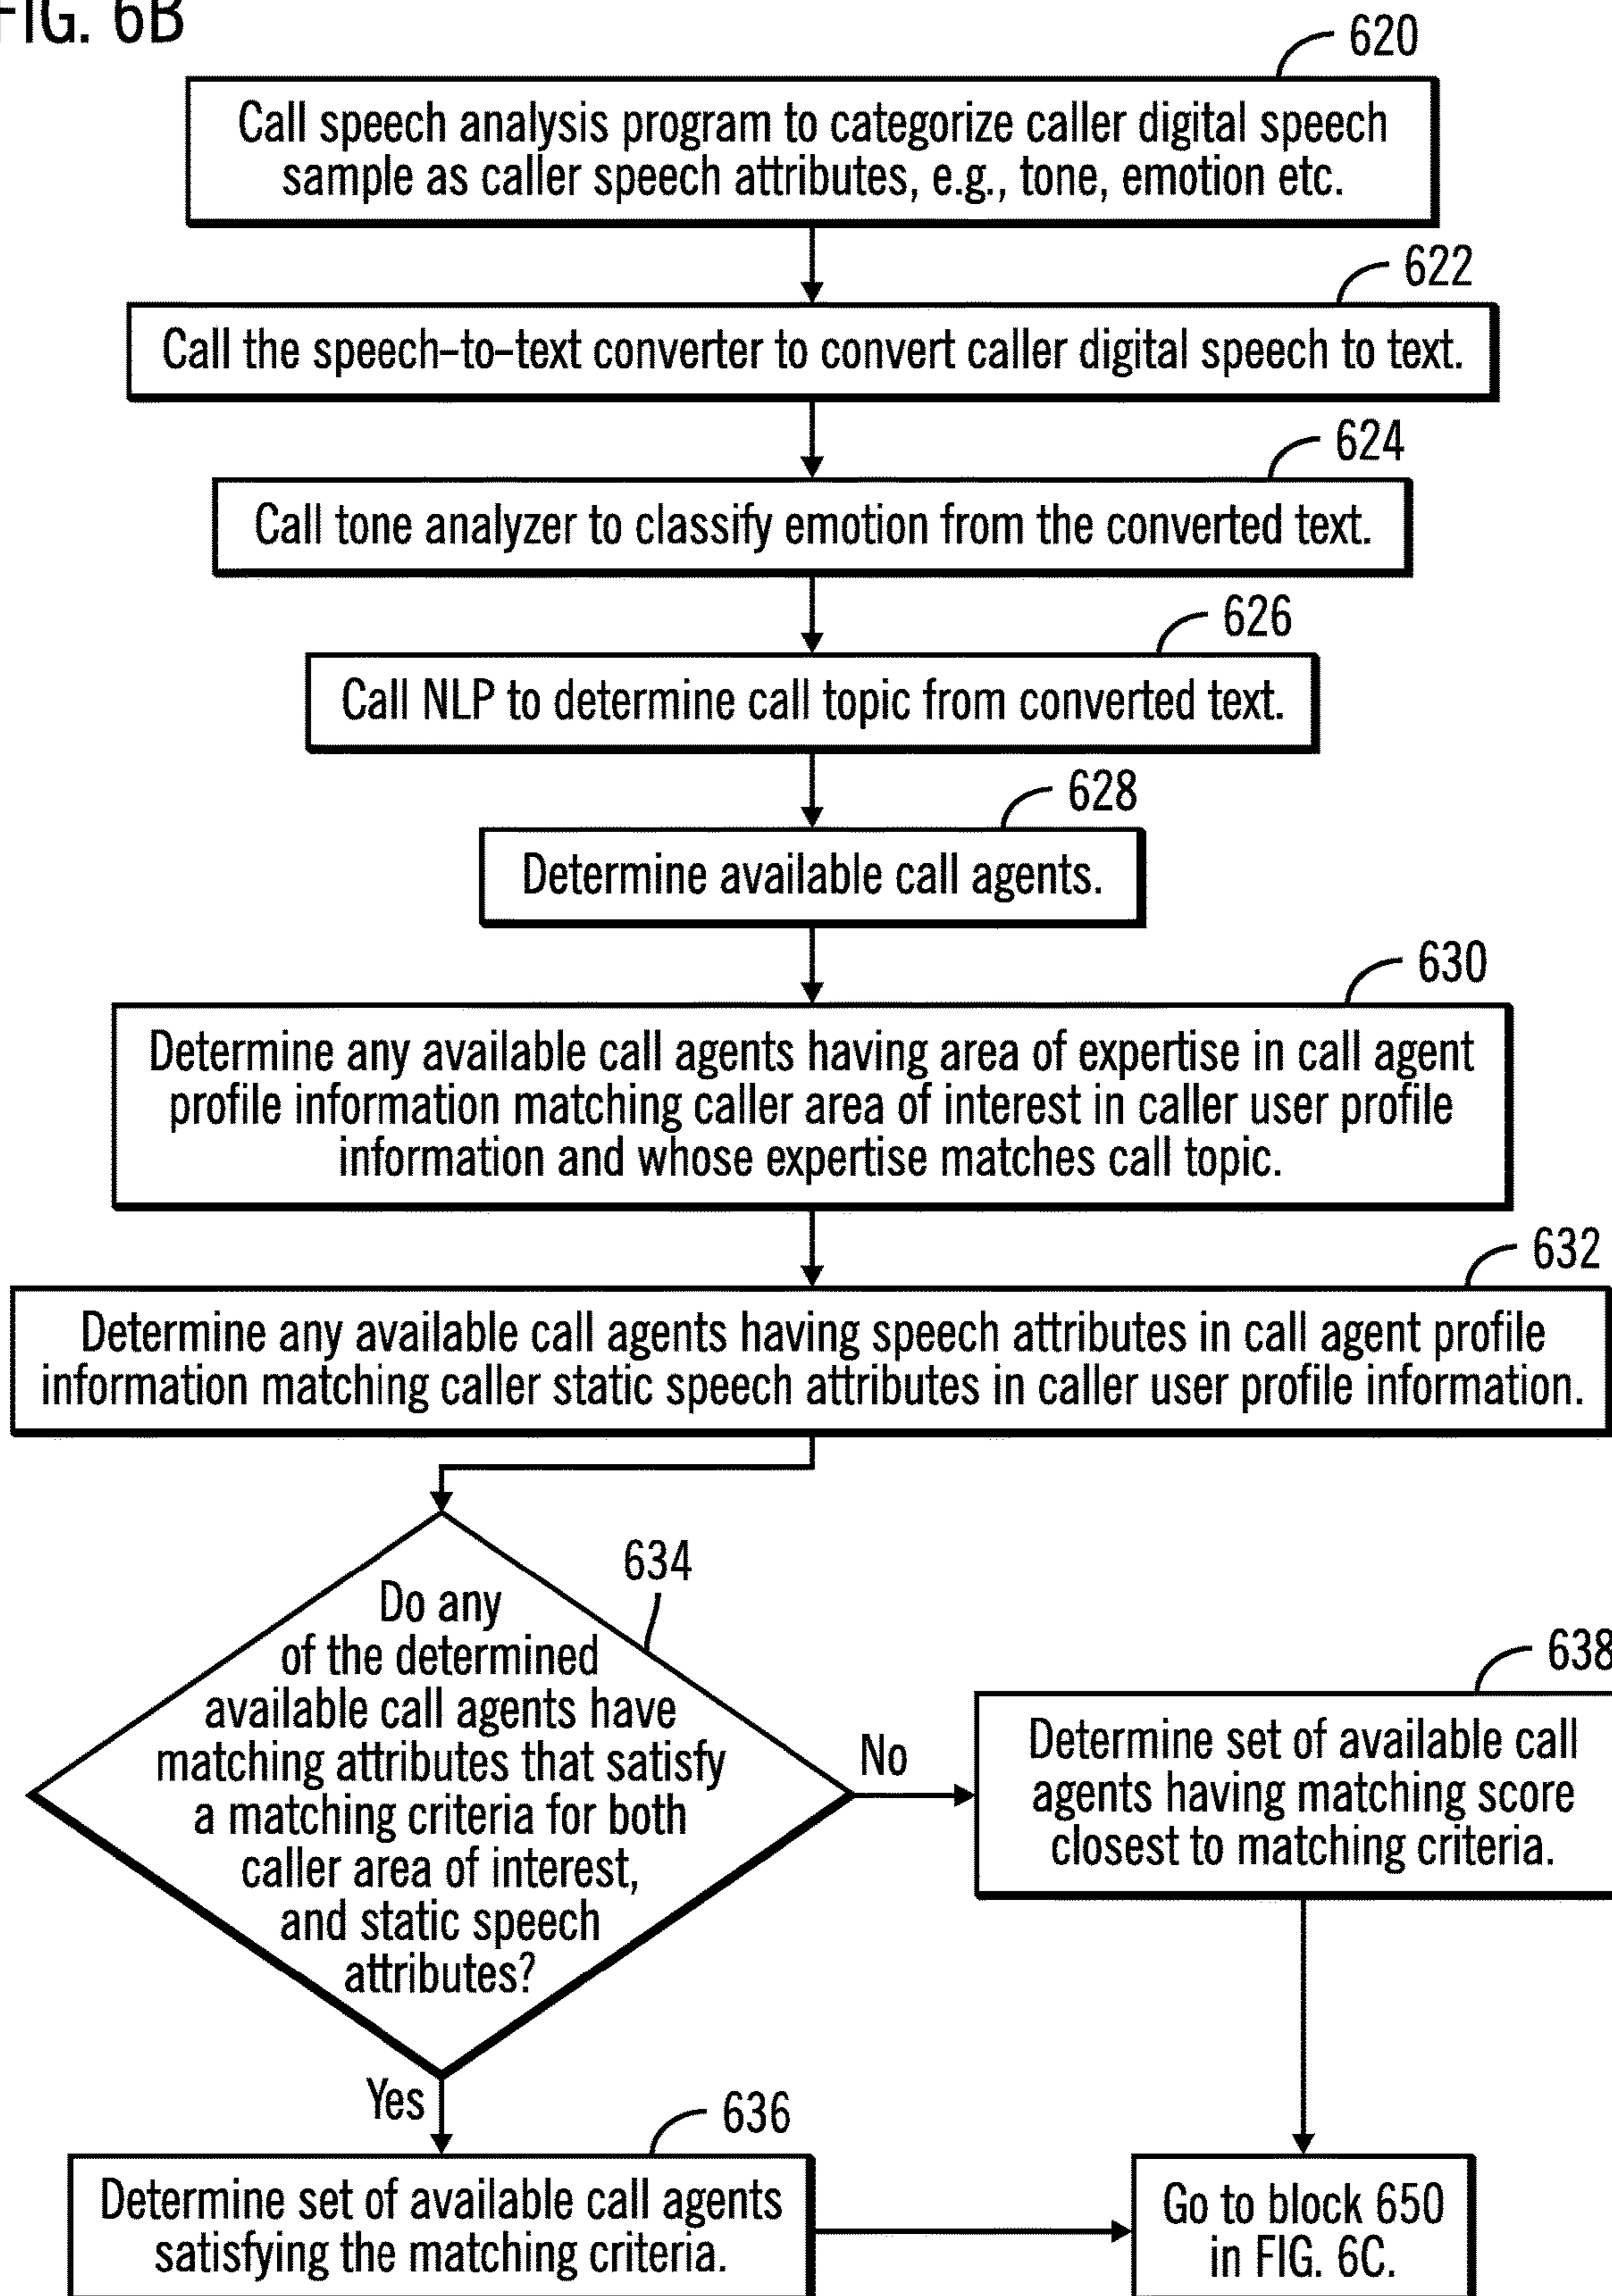 FIG. 6B
620
Call speech analysis program to categorize caller digital speech
sample as caller speech attributes, e.g., tone, emotion etc.
622
Call the speech-to-text converter to convert caller digital speech to text.
624
Call tone analyzer to classify emotion from the converted text.
626
Call NLP to determine call topic from converted text.
628
Determine available call agents.
630
Determine any available call agents having area of expertise in call agent
profile information matching caller area of interest in caller user profile
information and whose expertise matches call topic.
632
Determine any available call agents having speech attributes in call agent profile
information matching caller static speech attributes in caller user profile information.
634
Do any
of the determined
available call agents have
matching attributes that satisfy
a matching criteria for both
caller area of interest,
and static speech
attributes?
No
638
Determine set of available call
agents having matching score
closest to matching criteria.
Yes
636
Determine set of available call agents
satisfying the matching criteria.
Go to block 650
in FIG. 6C.